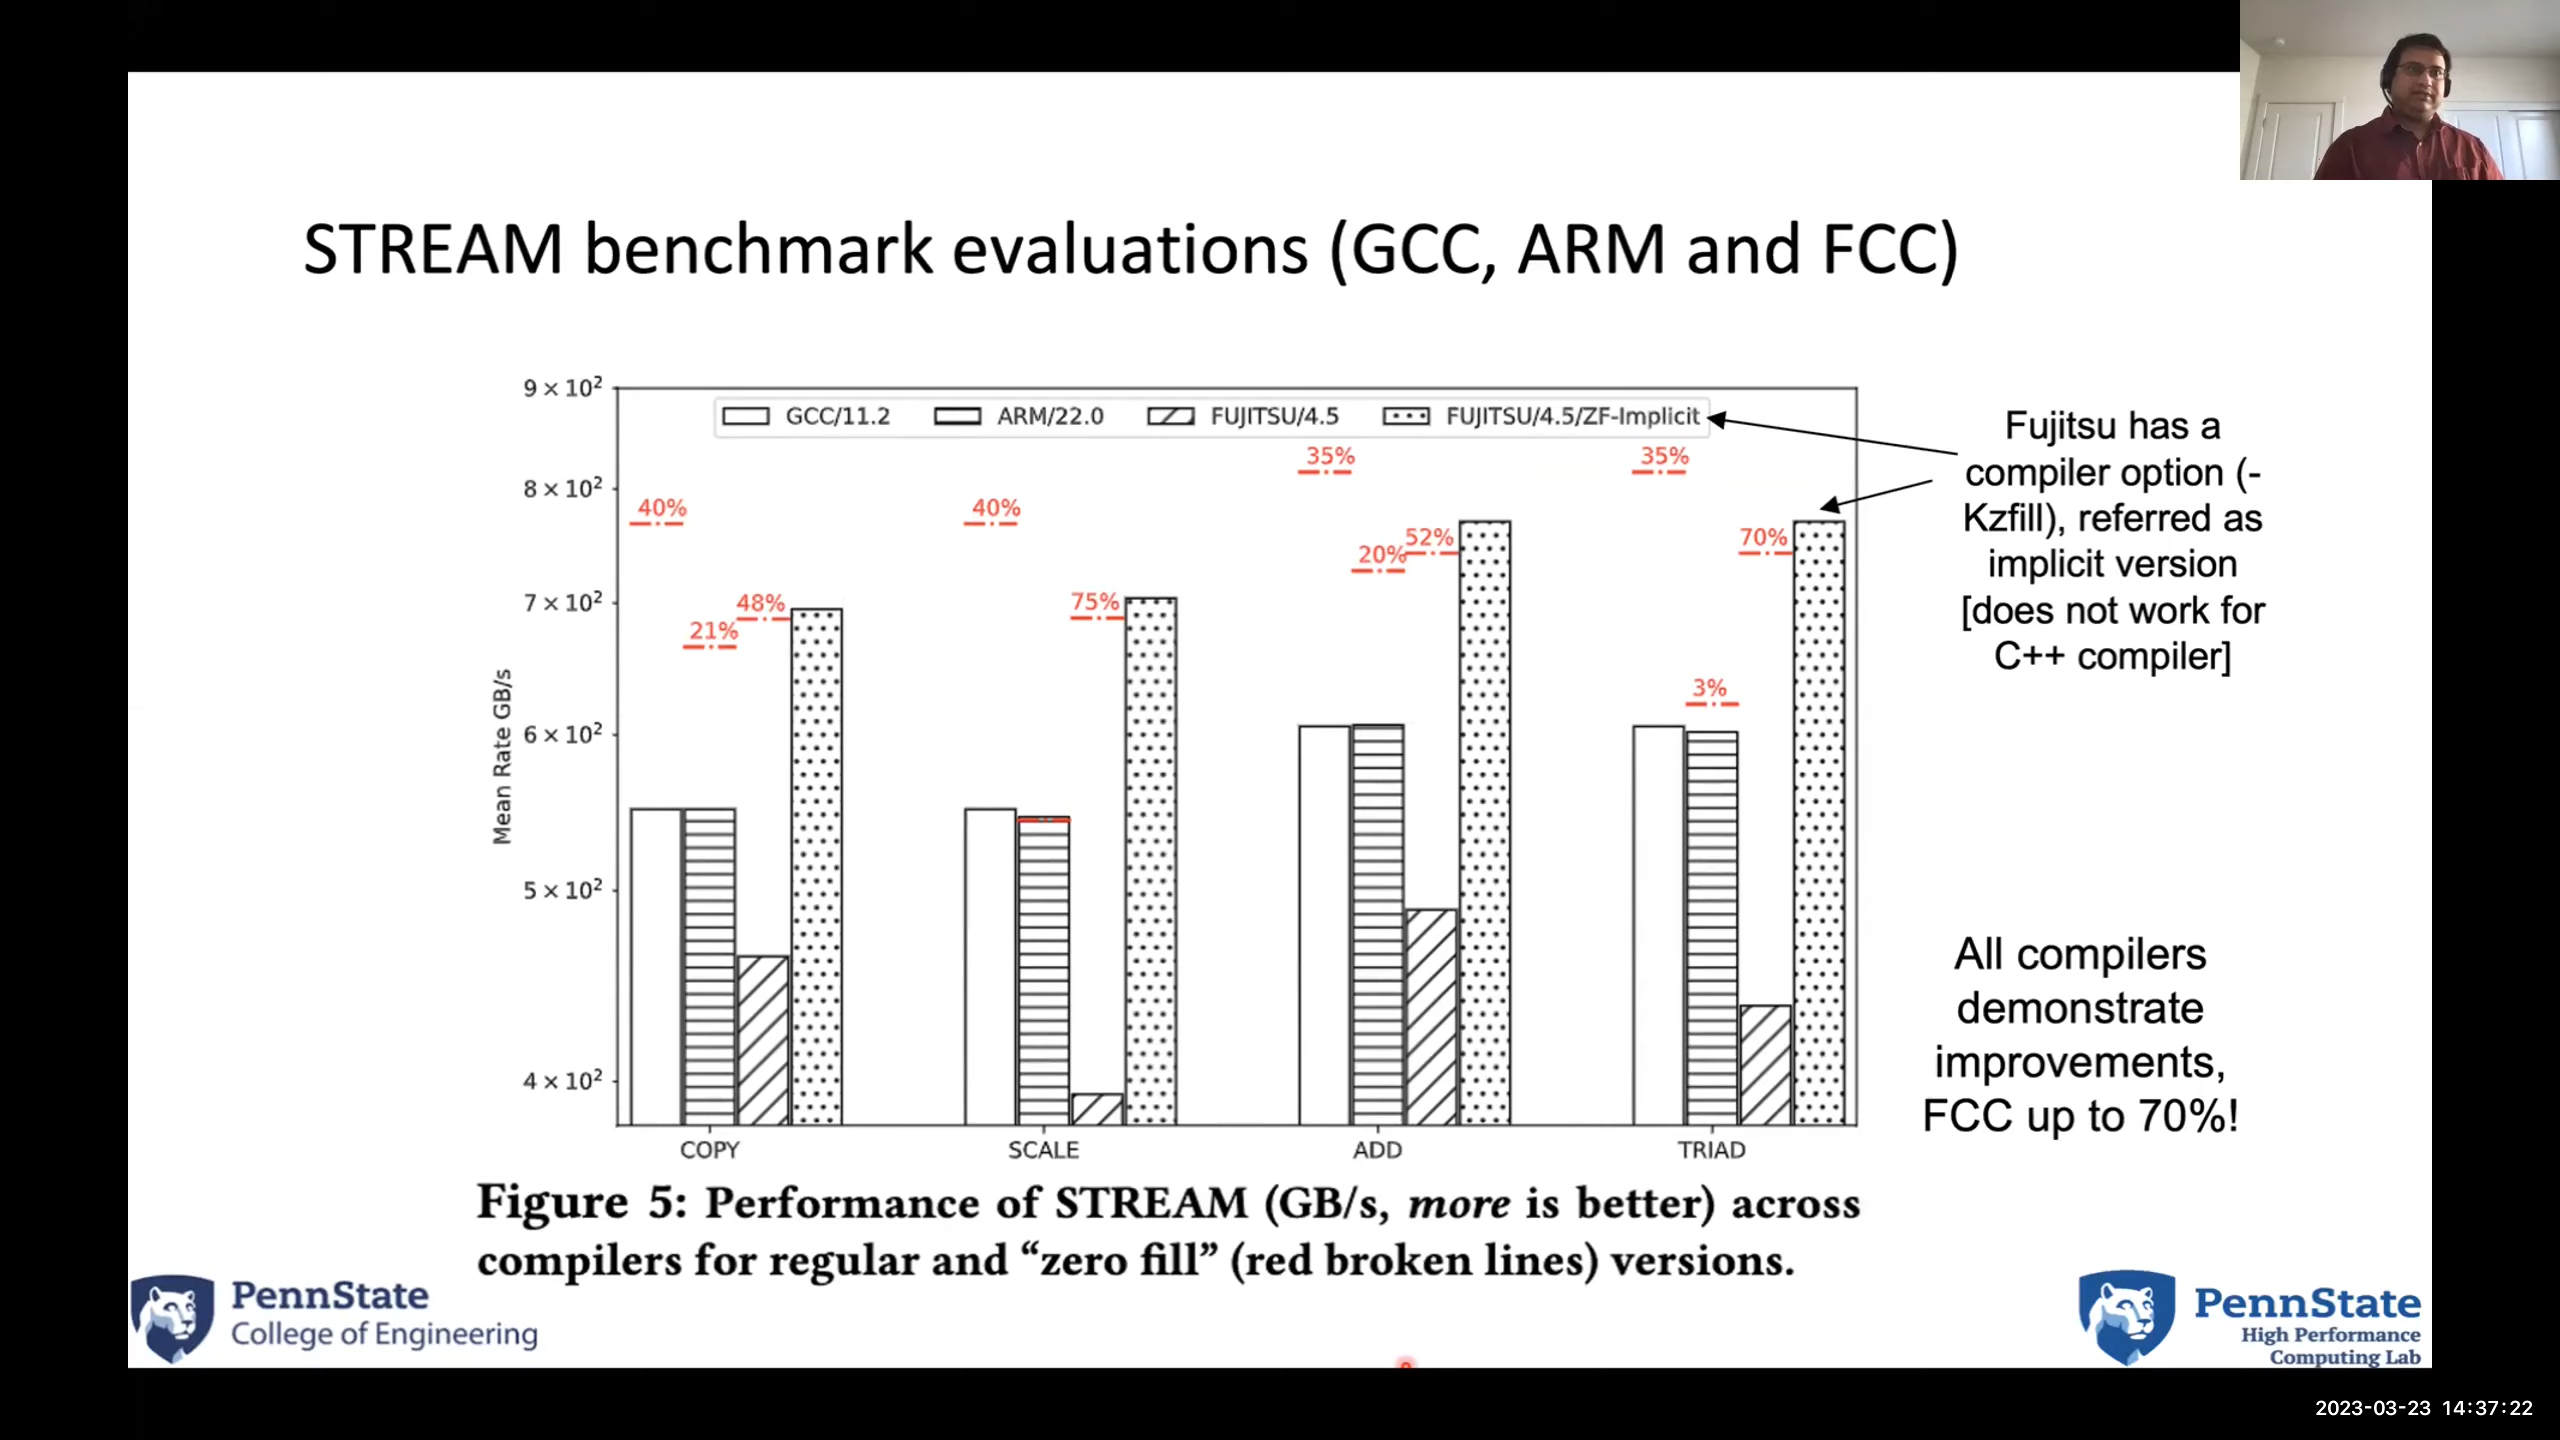 STREAM benchmark evaluations (GCC, ARM and FCC)
9 × 10²
8 × 10²
7 × 10²
6 × 10²
5 × 10²
4 × 10²
Mean Rate GB/s
GCC/11.2 ARM/22.0 FUJITSU/4.5 FUJITSU/4.5/ZF-Implicit
40%
21%
48%
40%
75%
35%
20%
52%
35%
3%
70%
COPY SCALE ADD TRIAD
Fujitsu has a
compiler option (-
Kzfill), referred as
implicit version
[does not work for
C++ compiler]
All compilers
demonstrate
improvements,
FCC up to 70%!
Figure 5: Performance of STREAM (GB/s, more is better) across
compilers for regular and “zero fill” (red broken lines) versions.
PennState
College of Engineering
PennState
High Performance
Computing Lab
2023-03-23 14:37:22